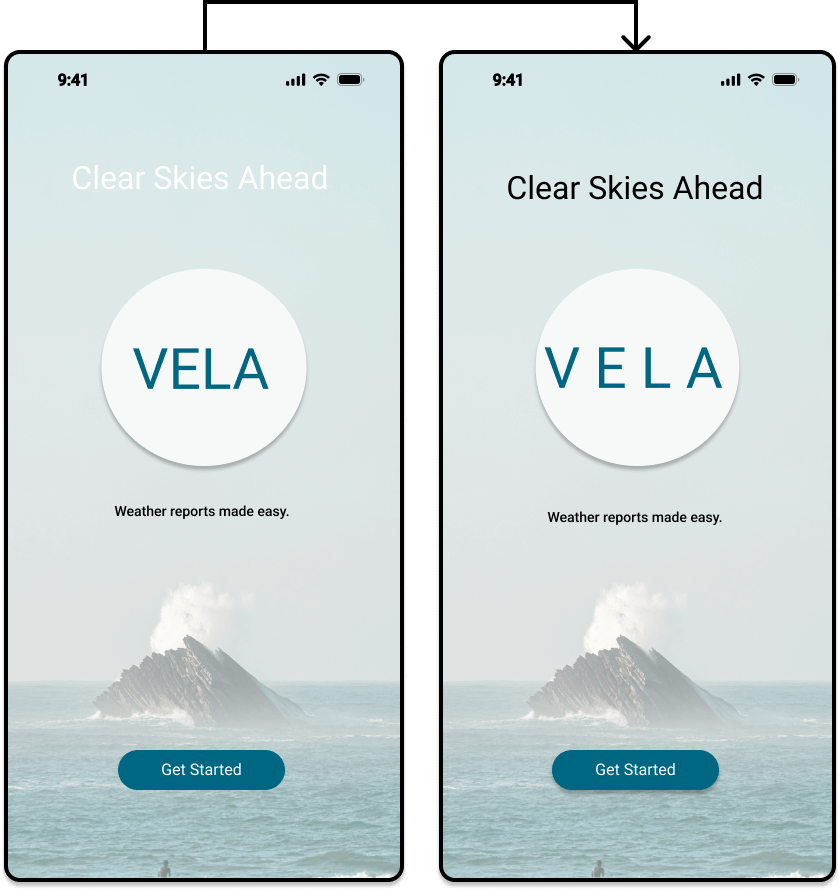 9:41
Clear Skies Ahead
VELA
Weather reports made easy.
Get Started
9:41
Clear Skies Ahead
V E L A
Weather reports made easy.
Get Started